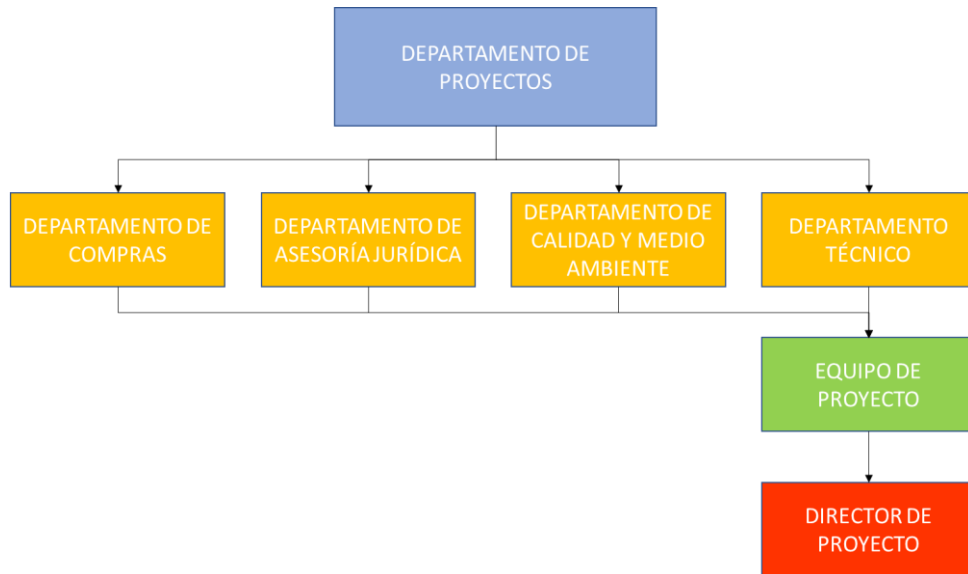 DEPARTAMENTO DE
PROYECTOS
DEPARTAMENTO DE
COMPRAS
DEPARTAMENTO DE
ASESORÍA JURÍDICA
DEPARTAMENTO DE
CALIDAD Y MEDIO
AMBIENTE
DEPARTAMENTO
TÉCNICO
EQUIPO DE
PROYECTO
DIRECTOR DE
PROYECTO